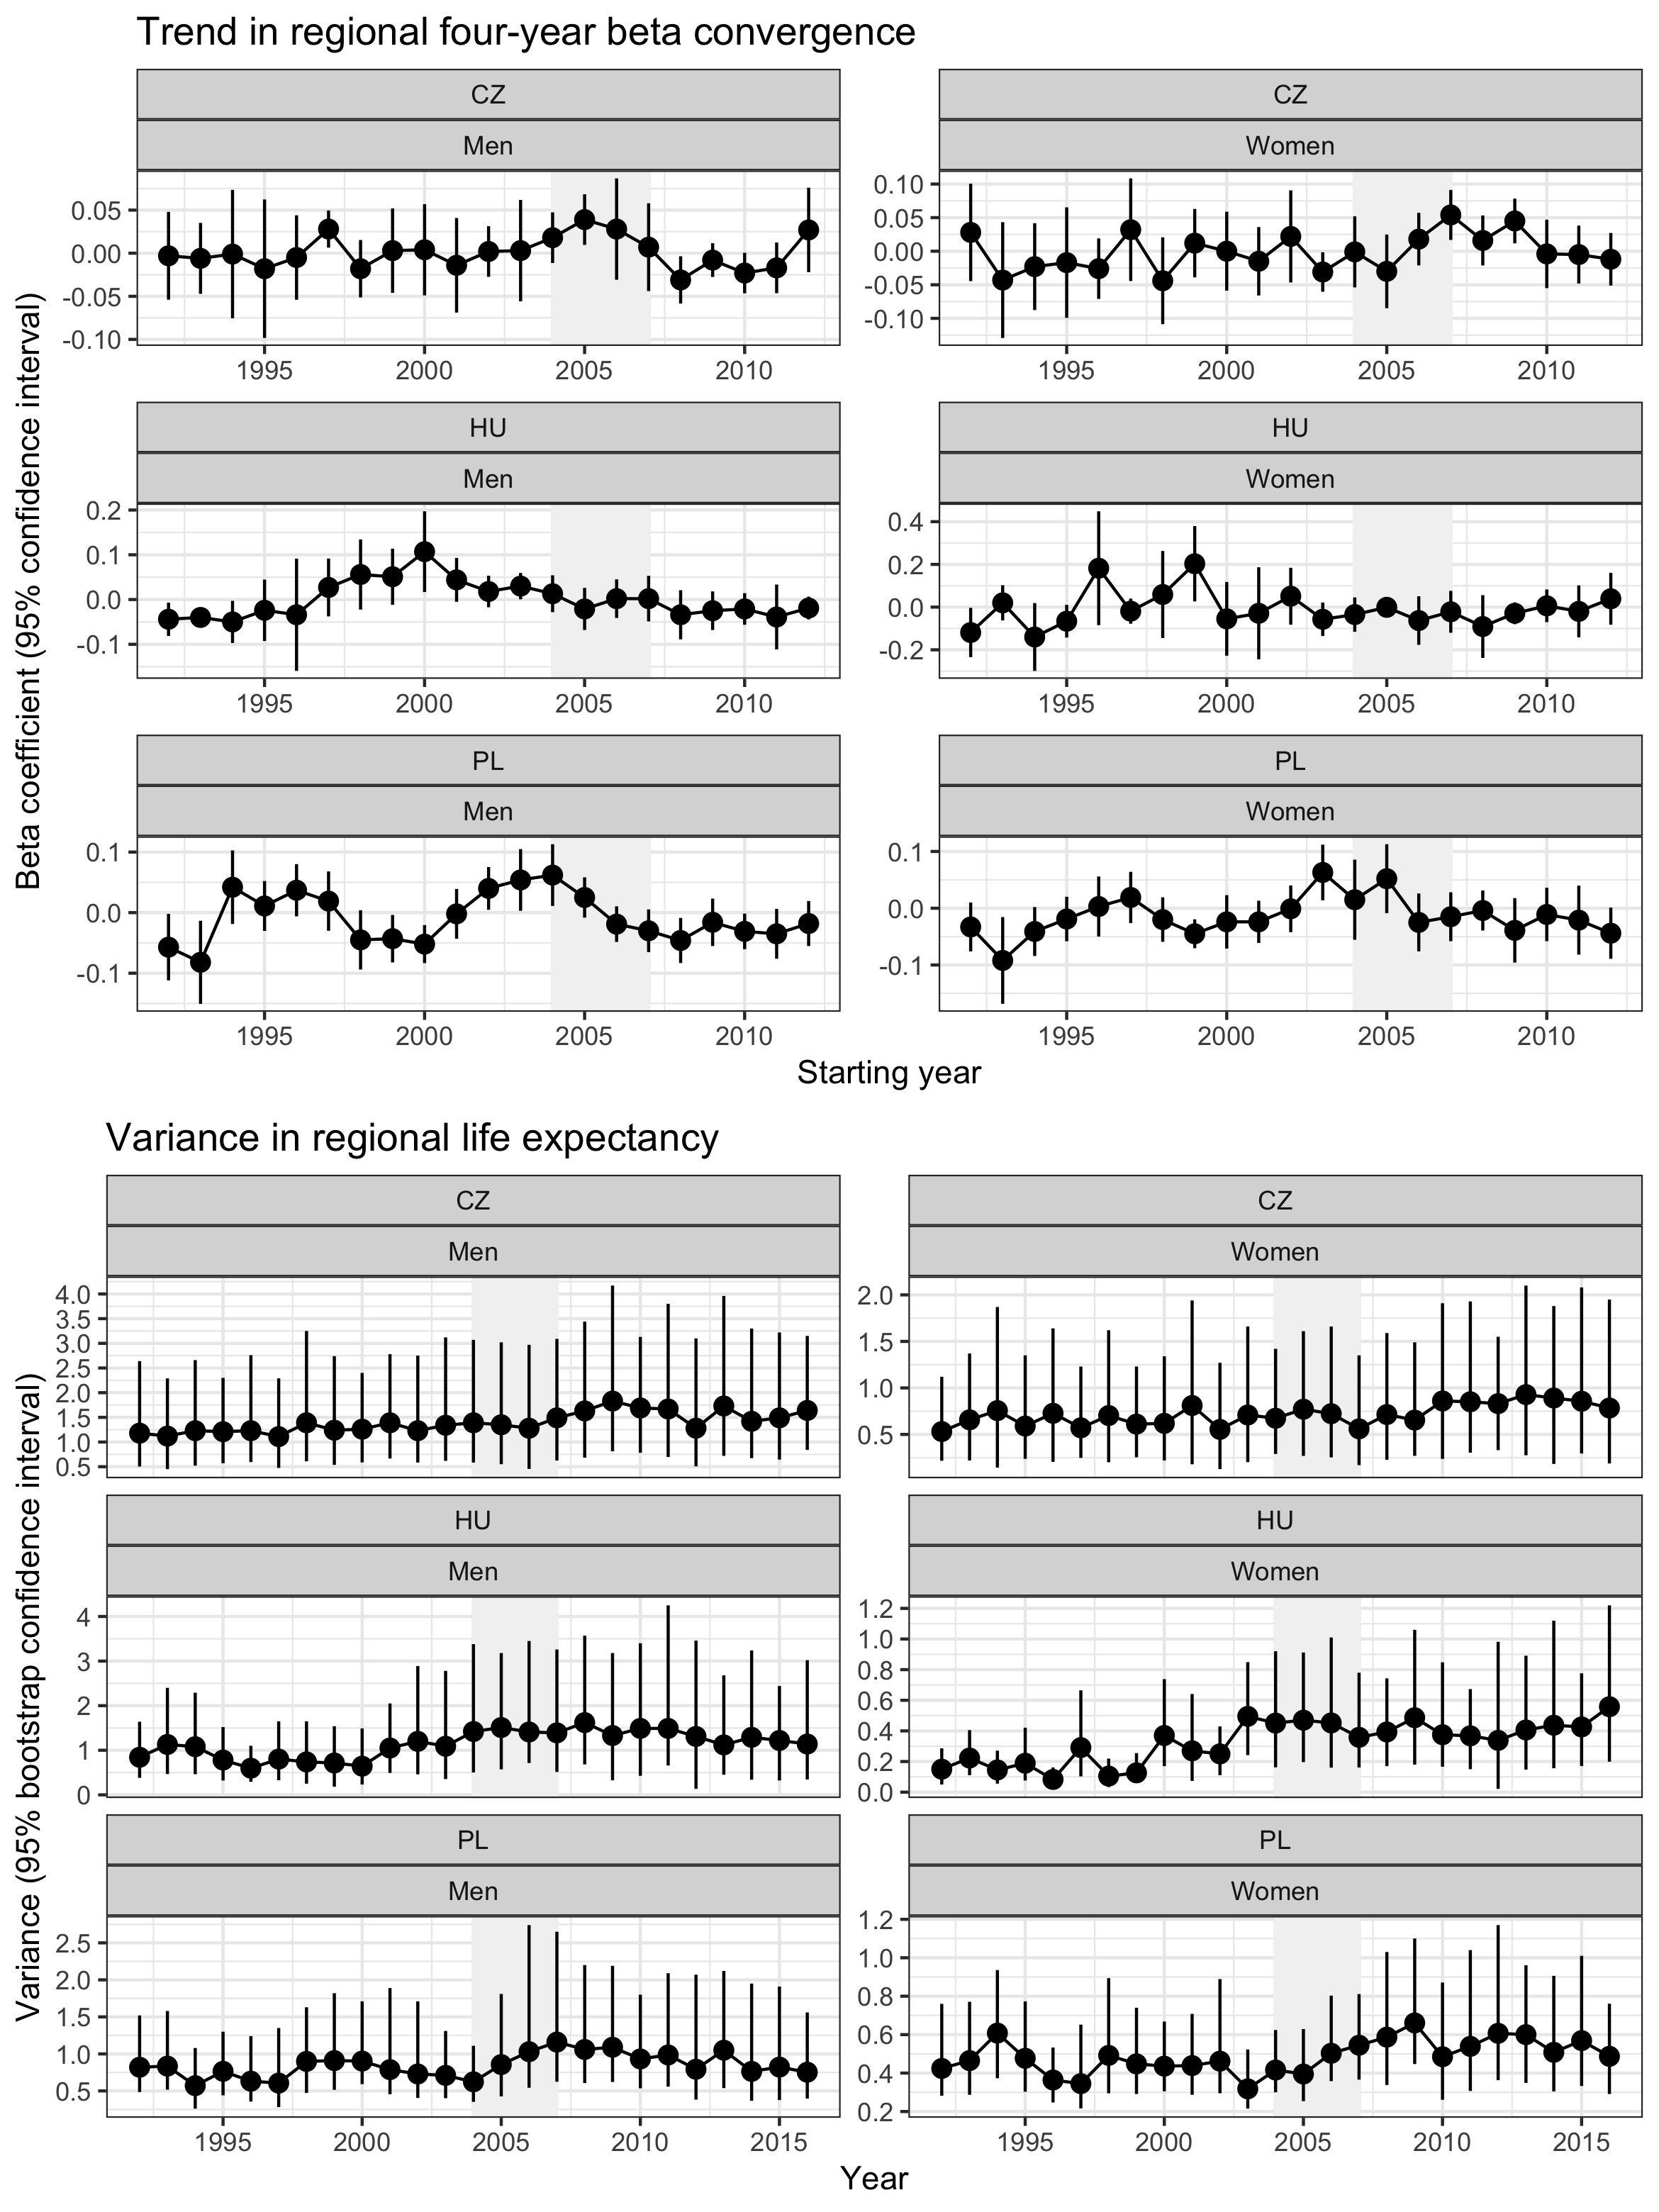 Trend in regional four-year beta convergence
Beta coefficient (95% confidence interval)
CZ
Men
0.05
0.00
-0.05
-0.10
1995 2000 2005 2010
CZ
Women
0.10
0.05
0.00
-0.05
-0.10
1995 2000 2005 2010
HU
Men
0.2
0.1
0.0
-0.1
1995 2000 2005 2010
HU
Women
0.4
0.2
0.0
-0.2
1995 2000 2005 2010
PL
Men
0.1
0.0
-0.1
1995 2000 2005 2010
PL
Women
0.1
0.0
-0.1
1995 2000 2005 2010
Starting year
Variance in regional life expectancy
Variance (95% bootstrap confidence interval)
CZ
Men
4.0
3.5
3.0
2.5
2.0
1.5
1.0
0.5
CZ
Women
2.0
1.5
1.0
0.5
HU
Men
4
3
2
1
0
HU
Women
1.2
1.0
0.8
0.6
0.4
0.2
0.0
PL
Men
2.5
2.0
1.5
1.0
0.5
1995 2000 2005 2010 2015
PL
Women
1.2
1.0
0.8
0.6
0.4
0.2
1995 2000 2005 2010 2015
Year